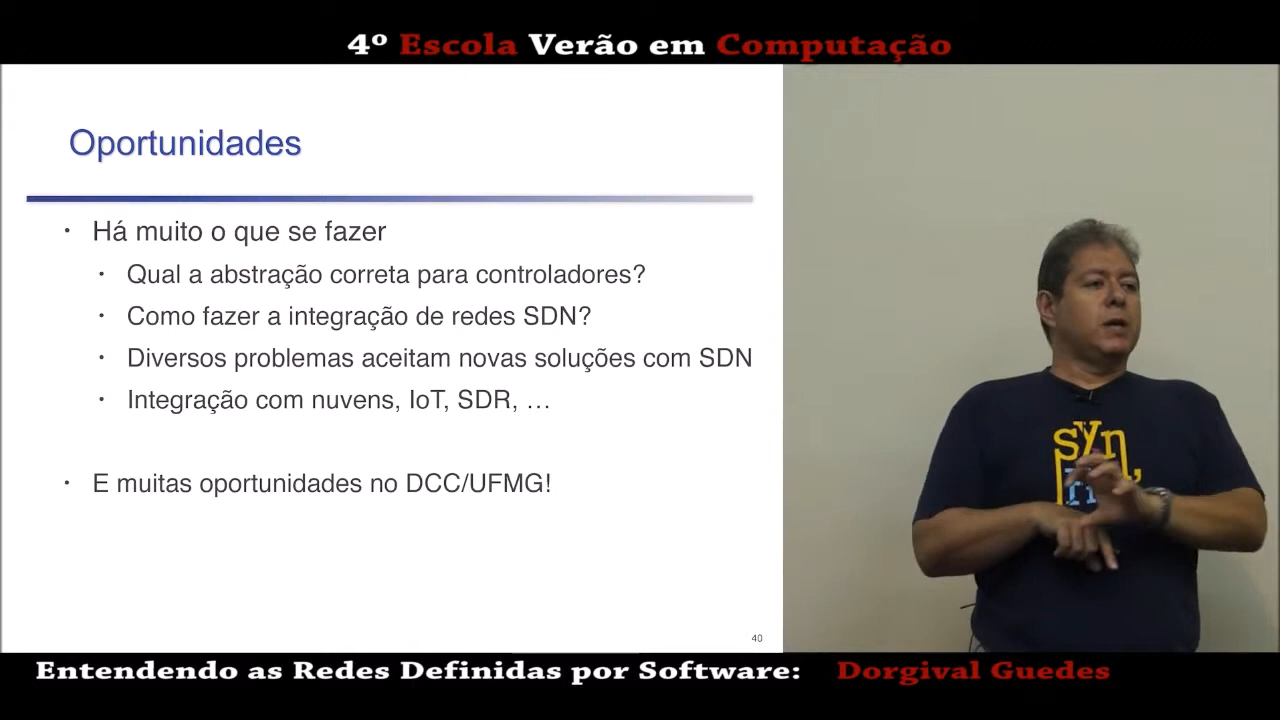 4º Escola Verão em Computação
Oportunidades
• Há muito o que se fazer
• Qual a abstração correta para controladores?
• Como fazer a integração de redes SDN?
• Diversos problemas aceitam novas soluções com SDN
• Integração com nuvens, IoT, SDR, …
• E muitas oportunidades no DCC/UFMG!
40
syn
Entendendo as Redes Definidas por Software: Dorgival Guedes